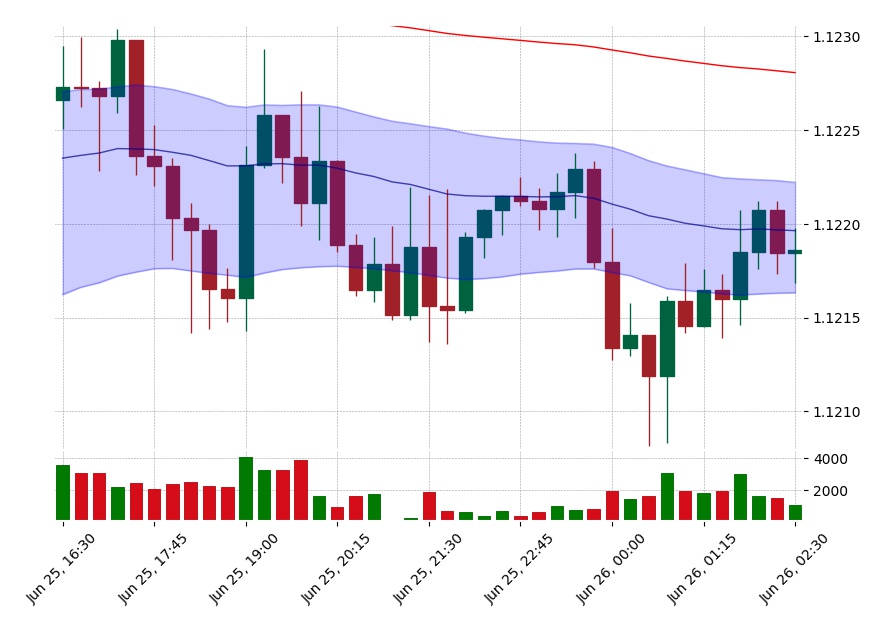 1.1230
1.1225
1.1220
1.1215
1.1210
4000
2000
Jun 25, 16:30
Jun 25, 17:45
Jun 25, 19:00
Jun 25, 20:15
Jun 25, 21:30
Jun 25, 22:45
Jun 26, 00:00
Jun 26, 01:15
Jun 26, 02:30